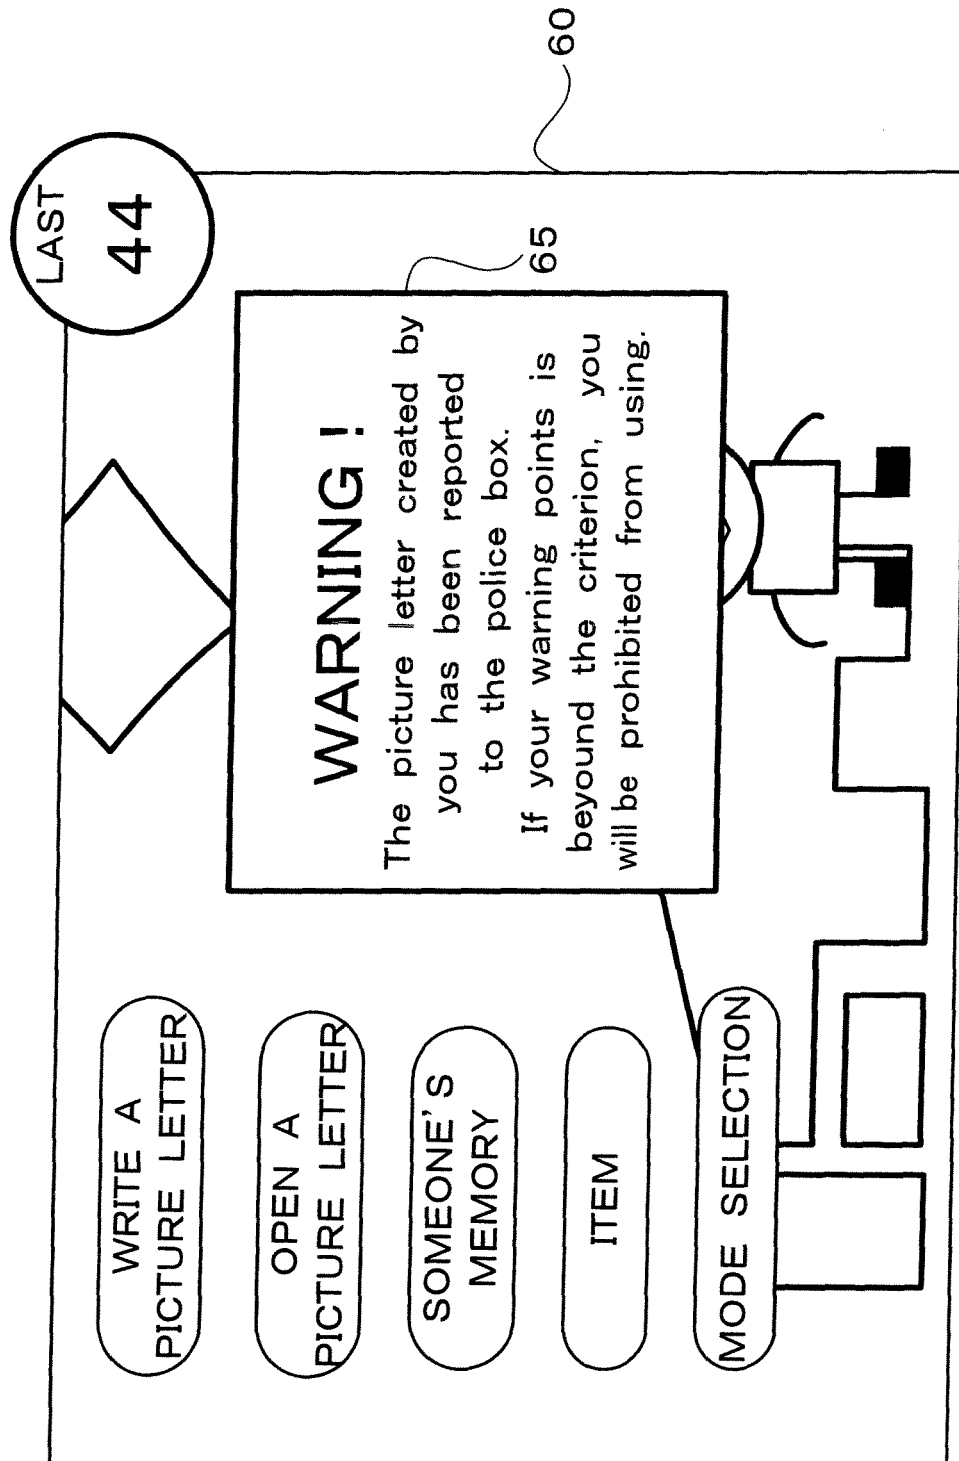 LAST
44
60
WRITE A
PICTURE LETTER
OPEN A
PICTURE LETTER
SOMEONE'S
MEMORY
ITEM
MODE SELECTION
65
WARNING!
The picture letter created by
you has been reported
to the police box.
If your warning points is
beyound the criterion, you
will be prohibited from using.